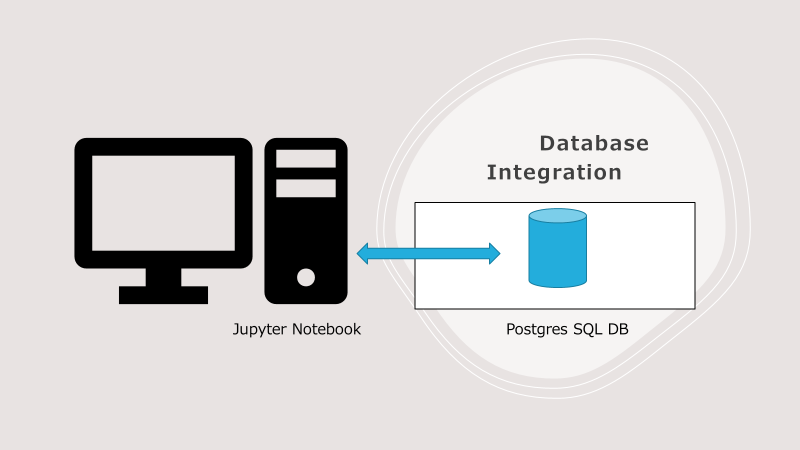 Database
Integration
Jupyter Notebook
Postgres SQL DB